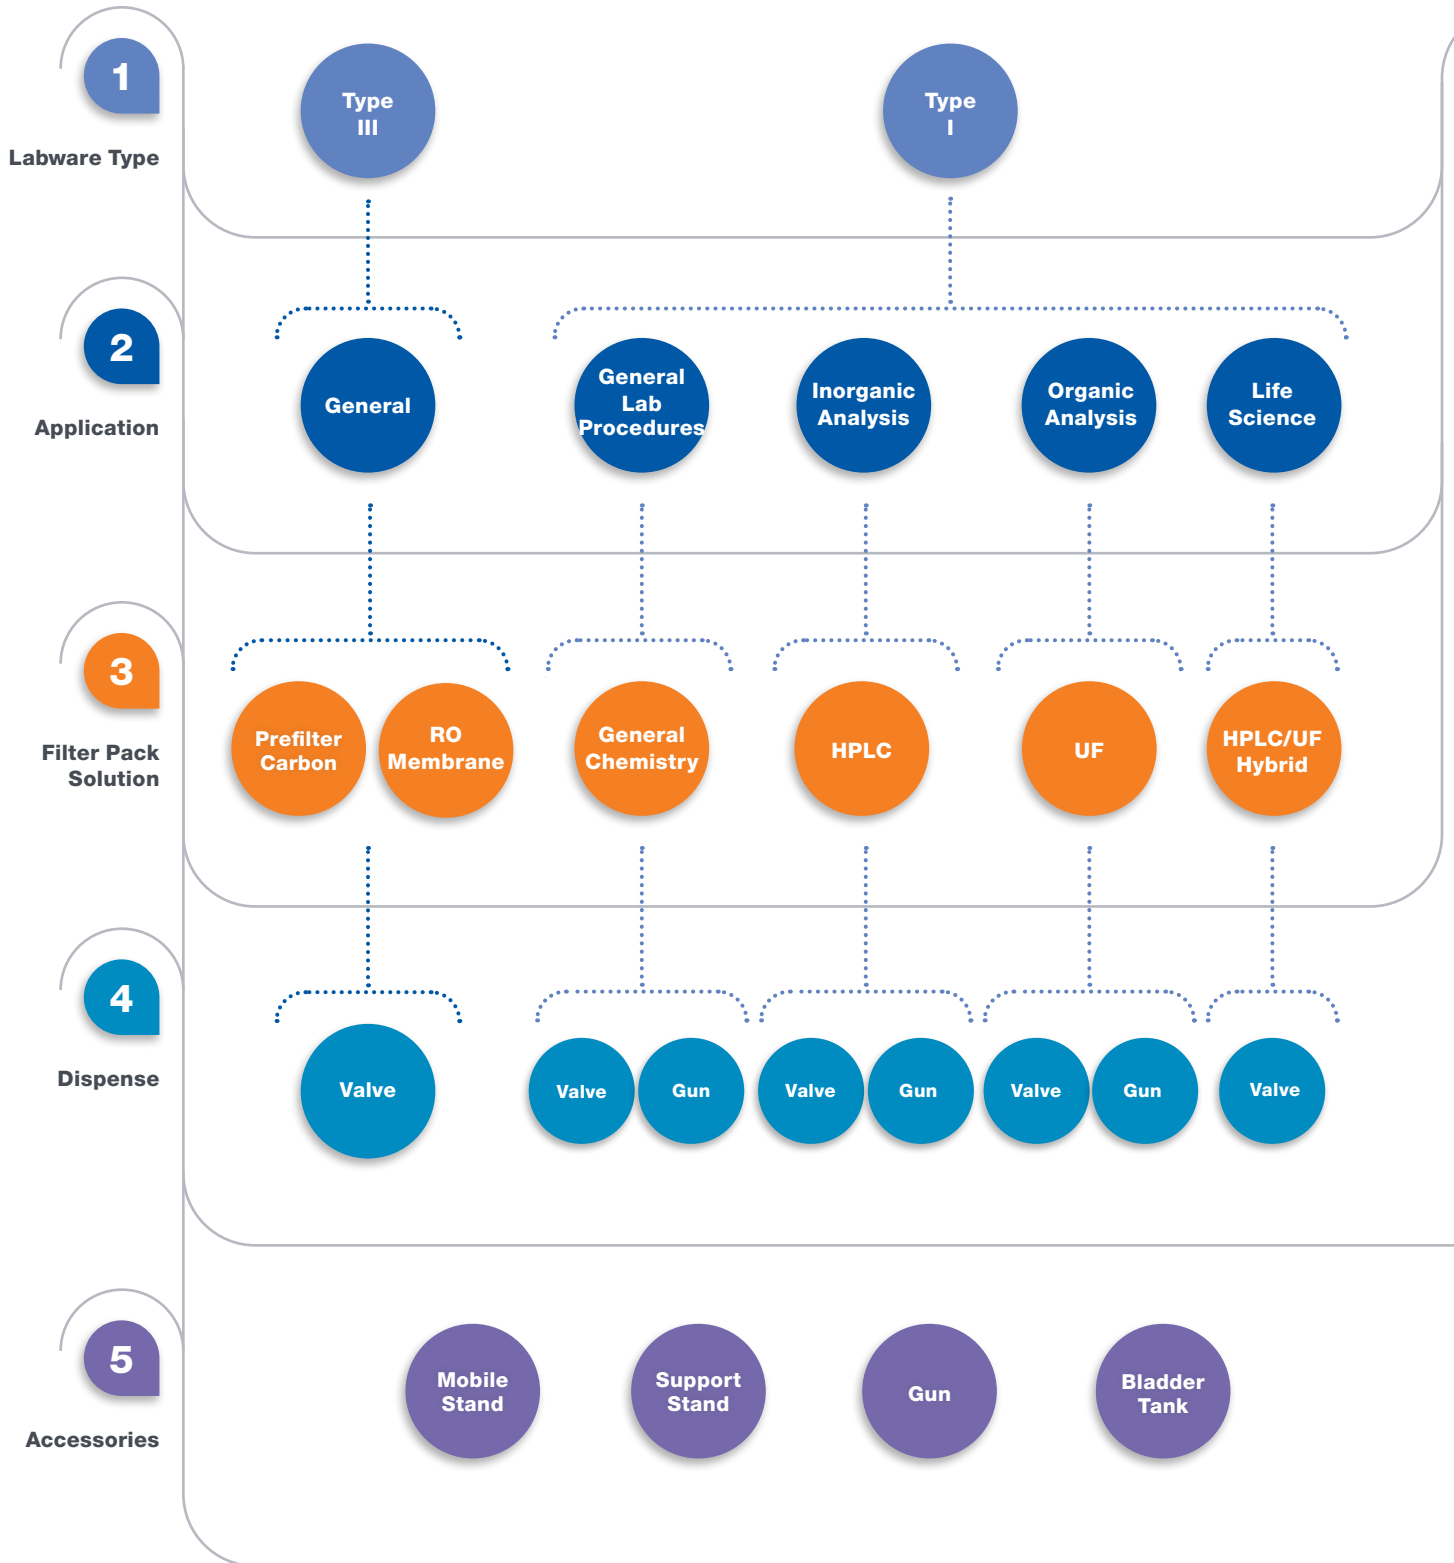 1
Labware Type
Type
III
Type
I
2
Application
General
General
Lab
Procedures
Inorganic
Analysis
Organic
Analysis
Life
Science
3
Filter Pack
Solution
Prefilter
Carbon
RO
Membrane
General
Chemistry
HPLC
UF
HPLC/UF
Hybrid
4
Dispense
Valve
Valve
Gun
Valve
Gun
Valve
Gun
Valve
5
Accessories
Mobile
Stand
Support
Stand
Gun
Bladder
Tank